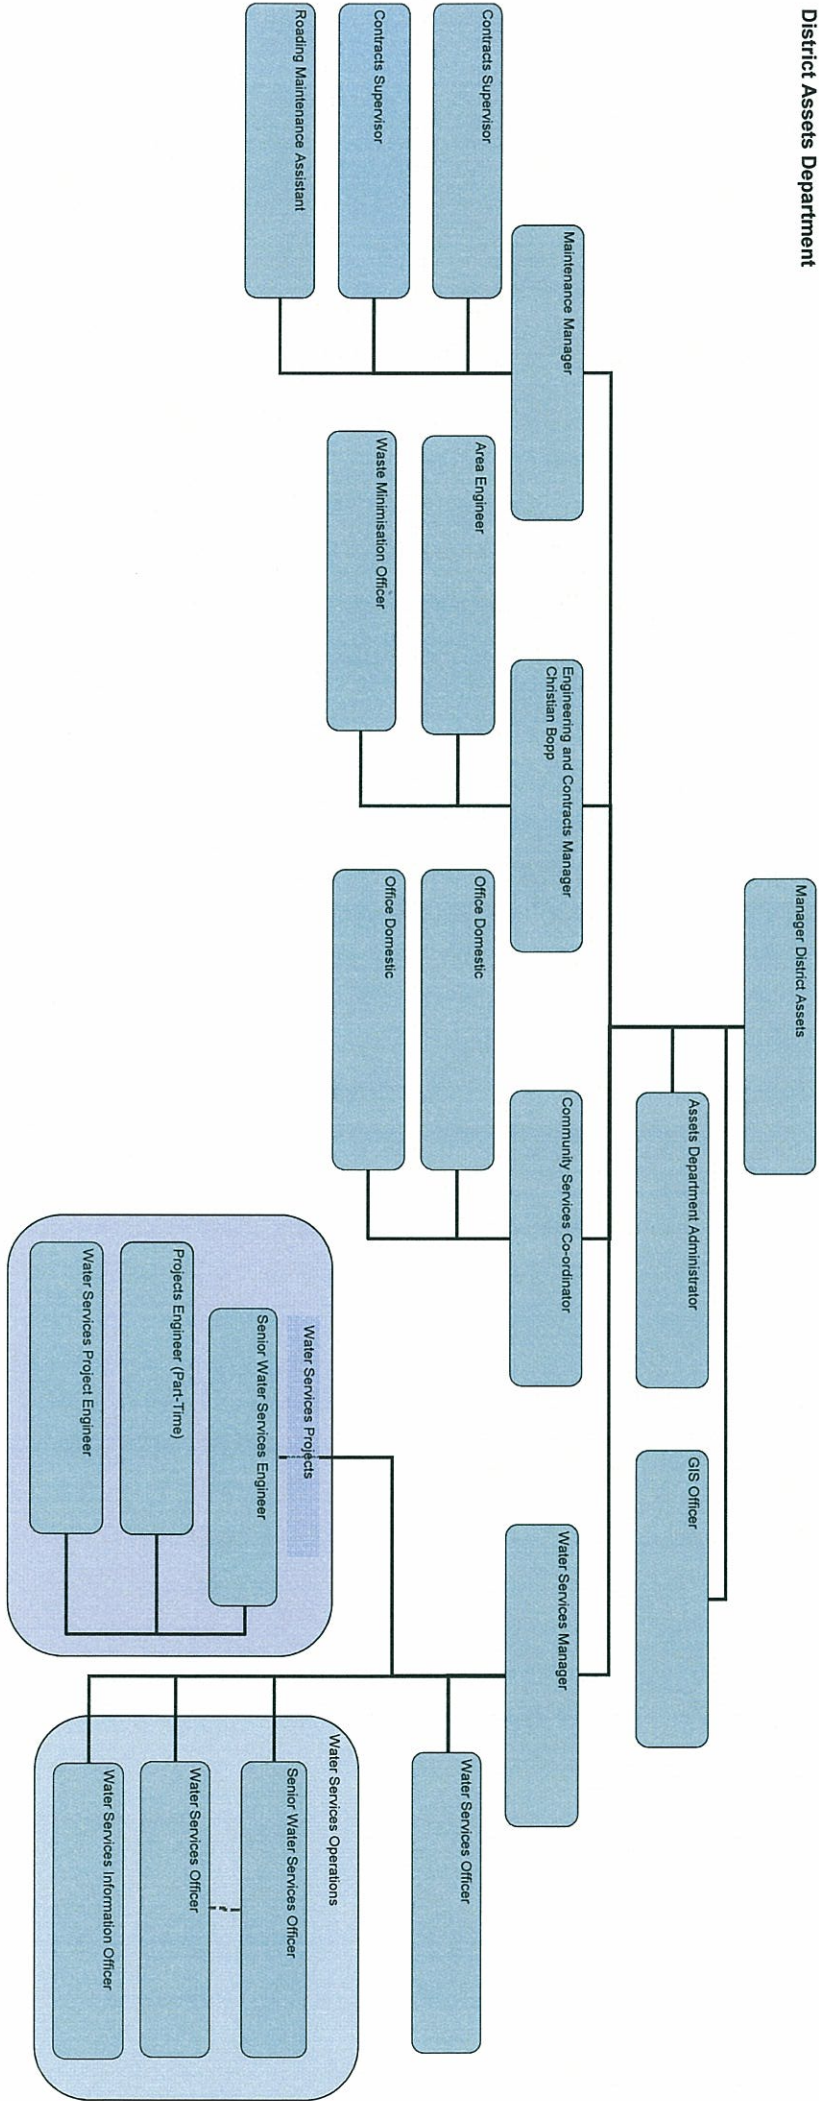 District Assets Department
Manager District Assets
Assets Department Administrator
GIS Officer
Maintenance Manager
Engineering and Contracts Manager
Christian Bopp
Community Services Co-ordinator
Water Services Manager
Contracts Supervisor
Contracts Supervisor
Roading Maintenance Assistant
Area Engineer
Waste Minimisation Officer
Office Domestic
Office Domestic
Water Services Officer
Water Services Projects
Senior Water Services Engineer
Projects Engineer (Part-Time)
Water Services Project Engineer
Water Services Operations
Senior Water Services Officer
Water Services Officer
Water Services Information Officer